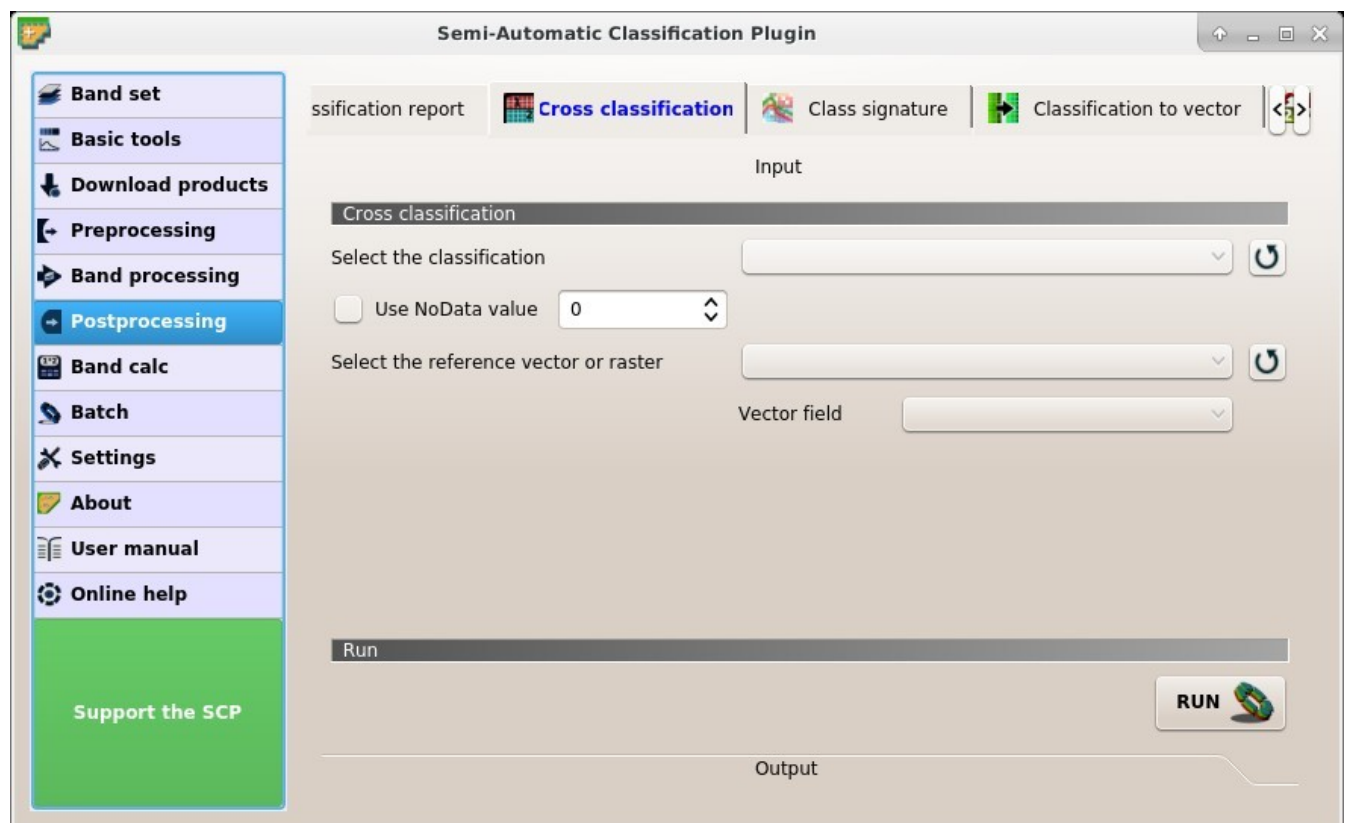 Semi-Automatic Classification Plugin
Band set
Basic tools
Download products
Preprocessing
Band processing
Postprocessing
Band calc
Batch
Settings
About
User manual
Online help
Support the SCP
ssification report Cross classification Class signature Classification to vector < >
Input
Cross classification
Select the classification
Use NoData value 0
Select the reference vector or raster
Vector field
Run
RUN
Output